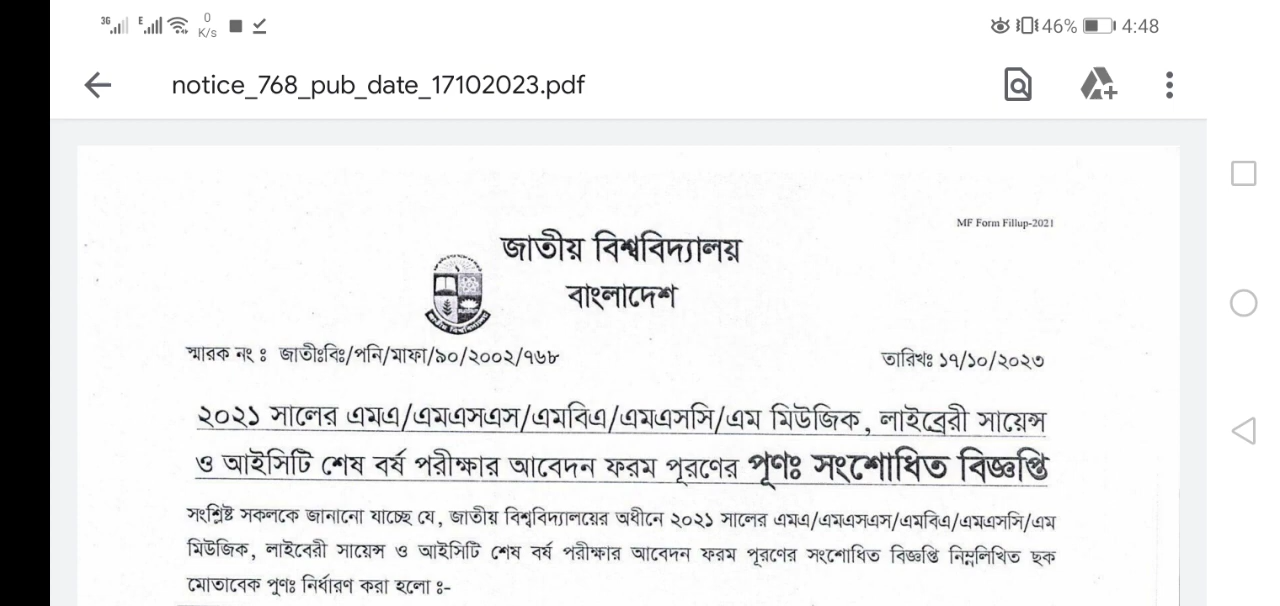 3G E 0 K/s 46% 4:48
notice_768_pub_date_17102023.pdf
MF Form Fillup-2021
জাতীয় বিশ্ববিদ্যালয়
বাংলাদেশ
স্মারক নং ঃ জাতীঃবিঃ/পনি/মাফা/৯০/২০০২/৭৬৮ তারিখঃ ১৭/১০/২০২৩
২০২১ সালের এমএ/এমএসএস/এমবিএ/এমএসসি/এম মিউজিক, লাইব্রেরী সায়েন্স
ও আইসিটি শেষ বর্ষ পরীক্ষার আবেদন ফরম পূরণের পূণঃ সংশোধিত বিজ্ঞপ্তি
সংশ্লিষ্ট সকলকে জানানো যাচ্ছে যে, জাতীয় বিশ্ববিদ্যালয়ের অধীনে ২০২১ সালের এমএ/এমএসএস/এমবিএ/এমএসসি/এম
মিউজিক, লাইবেরী সায়েন্স ও আইসিটি শেষ বর্ষ পরীক্ষার আবেদন ফরম পূরণের সংশোধিত বিজ্ঞপ্তি নিম্নলিখিত ছক
মোতাবেক পুণঃ নির্ধারণ করা হলো ঃ-